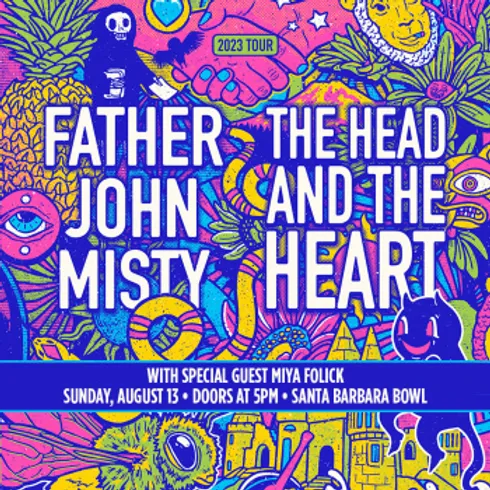 2023 TOUR
FATHER
JOHN
MISTY
THE HEAD
AND THE
HEART
WITH SPECIAL GUEST MIYA FOLICK
SUNDAY, AUGUST 13 • DOORS AT 5PM • SANTA BARBARA BOWL